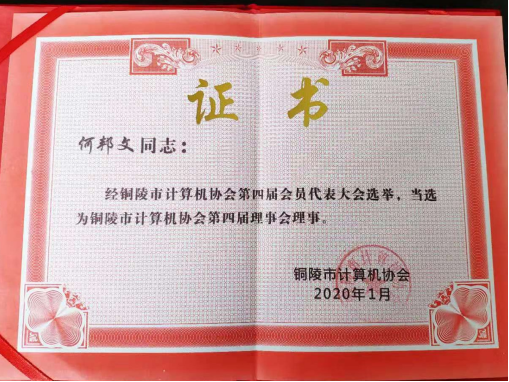 证书
何邦文同志：
经铜陵市计算机协会第四届会员代表大会选举，当选
为铜陵市计算机协会第四届理事会理事。
铜陵市计算机协会
2020年1月